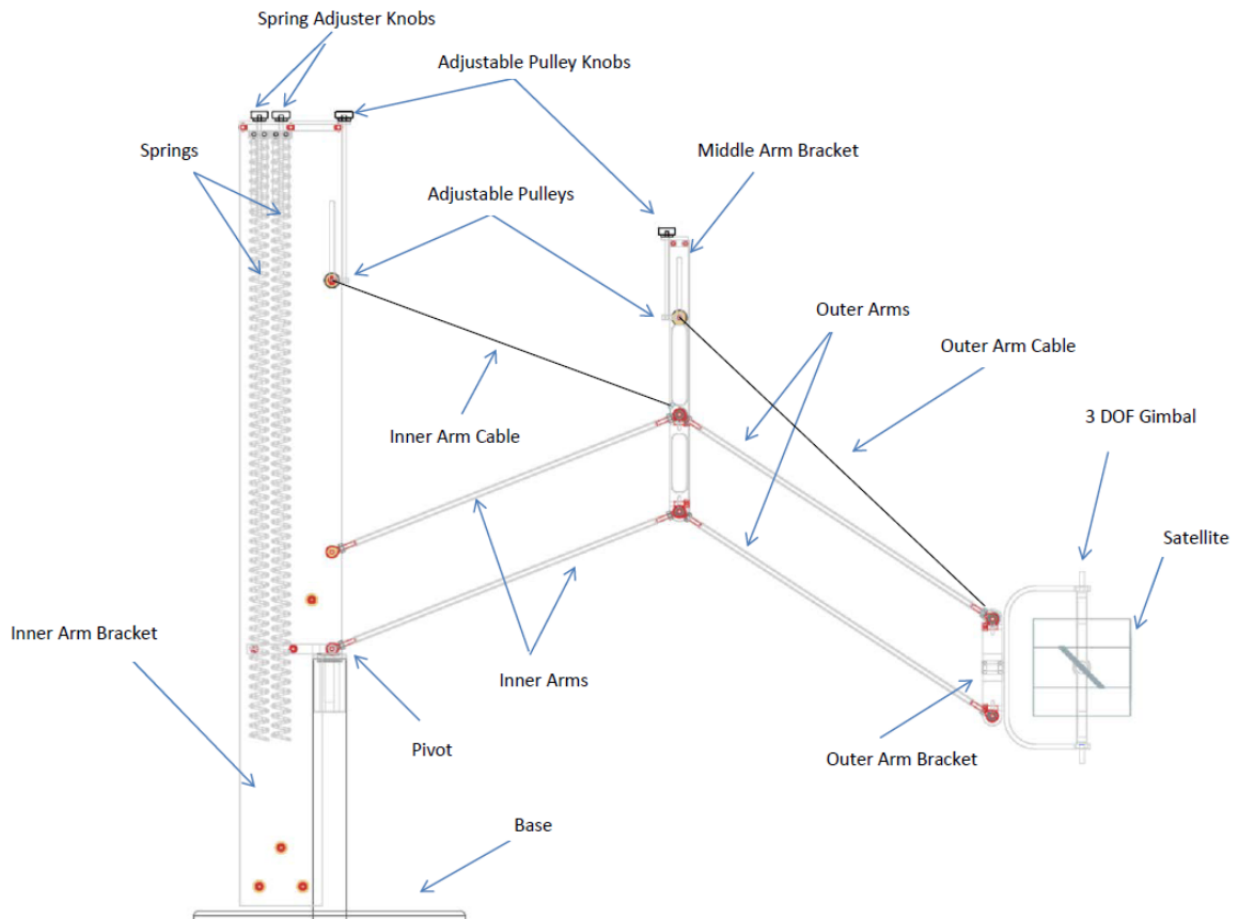 Spring Adjuster Knobs
Adjustable Pulley Knobs
Springs
Middle Arm Bracket
Adjustable Pulleys
Outer Arms
Outer Arm Cable
Inner Arm Cable
3 DOF Gimbal
Satellite
Inner Arm Bracket
Inner Arms
Pivot
Outer Arm Bracket
Base